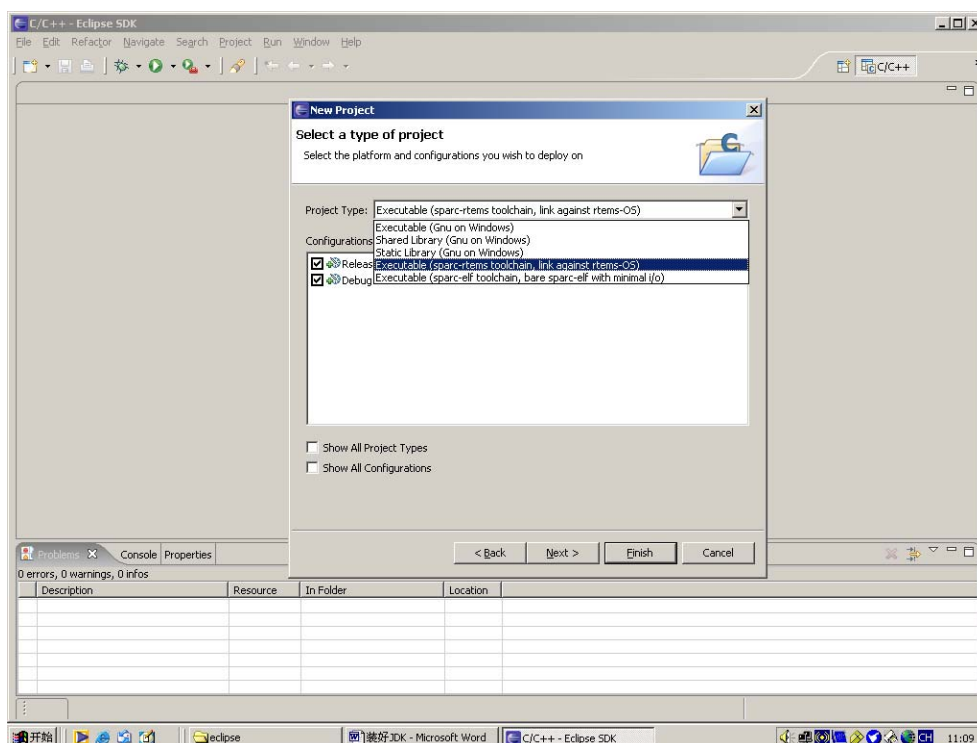 C/C++ - Eclipse SDK
File Edit Refactor Navigate Search Project Run Window Help
C/C++
New Project
Select a type of project
Select the platform and configurations you wish to deploy on
Project Type: Executable (sparc-rtems toolchain, link against rtems-OS)
Executable (Gnu on Windows)
Configurations Shared Library (Gnu on Windows)
Static Library (Gnu on Windows)
Releas Executable (sparc-rtems toolchain, link against rtems-OS)
Debug Executable (sparc-elf toolchain, bare sparc-elf with minimal i/o)
Show All Project Types
Show All Configurations
< Back Next > Finish Cancel
Problems Console Properties
0 errors, 0 warnings, 0 infos
Description Resource In Folder Location
开始 eclipse 装好JDK - Microsoft Word C/C++ - Eclipse SDK CH 11:09